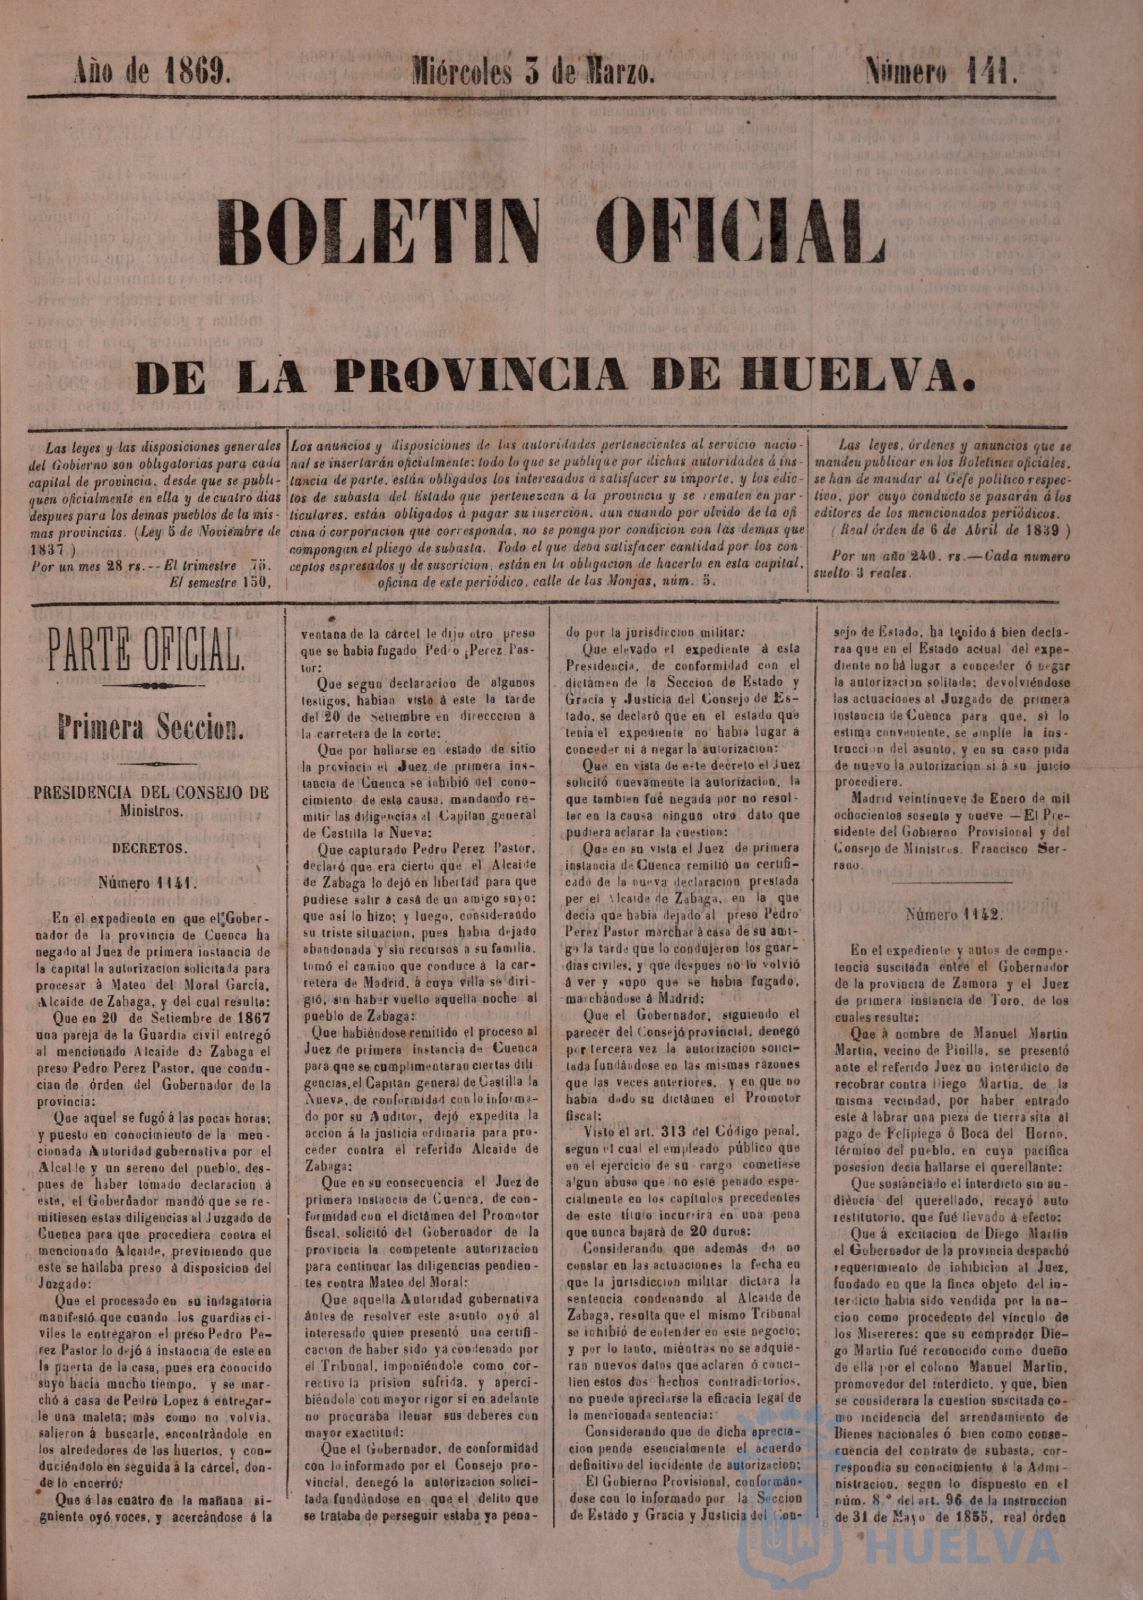 Año de 1869.
Miércoles 3 de Marzo.
Número 141.
BOLETIN OFICIAL
DE LA PROVINCIA DE HUELVA.
Las leyes y las disposiciones generales
del Gobierno son obligatorias para cada
capital de provincia, desde que se publi-
quen oficialmente en ella y de cuatro dias
despues para los demas pueblos de la mis-
mas provincias. (Ley 5 de Noviembre de
1837.)
Por un mes 28 rs.-- El trimestre 75.
El semestre 150,
Los anuncios y disposiciones de las autoridades pertenecientes al servicio nacio-
nal se insertarán oficialmente: todo lo que se publique por dichas autoridades á ins-
tancia de parte, están obligados los interesados á satisfacer su importe, y los edic-
tos de subasta del Estado que pertenezcan á la provincia y se rematen en par-
ticulares, están obligados á pagar su insercion, aun cuando por olvido de la ofi
cina ó corporacion que corresponda, no se ponga por condicion con las demas que
compongan el pliego de subasta. Todo el que deba satisfacer cantidad por los con-
ceptos espresados y de suscricion, están en la obligacion de hacerlo en esta capital,
oficina de este periódico, calle de las Monjas, núm. 5.
Las leyes, órdenes y anuncios que se
manden publicar en los Boletines oficiales,
se han de mandar al Gefe político respec-
tivo, por cuyo conducto se pasarán á los
editores de los mencionados periódicos.
(Real órden de 6 de Abril de 1839 )
Por un año 240. rs.—Cada numero
suelto 3 reales.
PARTE OFICIAL.
Primera Seccion.
PRESIDENCIA DEL CONSEJO DE
Ministros.
DECRETOS.
Número 1141.
En el expediente en que el Gober-
nador de la provincia de Cuenca ha
negado al Juez de primera instancia de
la capital la autorizacion solicitada para
procesar á Mateo del Moral García,
Alcaide de Zabaga, y del cual resulta:
Que en 20 de Setiembre de 1867
una pareja de la Guardia civil entregó
al mencionado Alcaide de Zabaga el
preso Pedro Perez Pastor, que condu-
cian de órden del Gobernador de la
provincia:
Que aquel se fugó á las pocas horas;
y puesto en conocimiento de la men-
cionada Autoridad gubernativa por el
Alcalde y un sereno del pueblo, des-
pues de haber tomado declaracion á
este, el Gobernador mandó que se re-
mitiesen estas diligencias al Juzgado de
Cuenca para que procediera contra el
mencionado Alcaide, previniendo que
este se hallaba preso á disposicion del
Juzgado:
Que el procesado en su indagatoria
manifestó que cuando los guardias ci-
viles le entregaron el preso Pedro Pe-
rez Pastor lo dejó á instancia de este en
la puerta de la casa, pues era conocido
suyo hacia mucho tiempo, y se mar-
chó á casa de Pedro Lopez á entregar-
le una maleta; más como no volvia,
salieron á buscarle, encontrándole en
los alrededores de los huertos, y con-
duciéndolo en seguida á la cárcel, don-
de lo encerró:
Que á las cuatro de la mañana si-
guiente oyó voces, y acercándose á la
ventana de la cárcel le dijo otro preso
que se habia fugado Pedro Perez Pas-
tor:
Que segun declaracion de algunos
testigos, habian visto á este la tarde
del 20 de Setiembre en direcccion á
la carretera de la corte:
Que por hallarse en estado de sitio
la provincia el Juez de primera ins-
tancia de Cuenca se inhibió del cono-
cimiento de esta causa, mandando re-
mitir las diligencias al Capitan general
de Castilla la Nueva:
Que capturado Pedro Perez Pastor,
declaró que era cierto que el Alcaide
de Zabaga lo dejó en libertad para que
pudiese salir á casa de un amigo suyo:
que así lo hizo; y luego, considerando
su triste situacion, pues habia dejado
abandonada y sin recursos a su familia,
tomó el camino que conduce á la car-
retera de Madrid, á cuya villa se diri-
gió, sin haber vuelto aquella noche al
pueblo de Zabaga:
Que habiéndose remitido el proceso al
Juez de primera instancia de Cuenca
para que se cumplimentaran ciertas dili
gencias, el Capitan general de Castilla la
Nueva, de conformidad con lo informa-
do por su Auditor, dejó expedita la
accion á la justicia ordinaria para pro-
ceder contra el referido Alcaide de
Zabaga:
Que en su consecuencia el Juez de
primera instancia de Cuenca, de con-
formidad con el dictámen del Promotor
fiscal, solicitó del Gobernador de la
provincia la competente autorizacion
para continuar las diligencias pendien-
tes contra Mateo del Moral:
Que aquella Autoridad gubernativa
ántes de resolver este asunto oyó al
interesado quien presentó una certifi-
cacion de haber sido ya condenado por
el Tribunal, imponiéndole como cor-
rectivo la prision sufrida, y aperci-
biéndole con mayor rigor si en adelante
no procuraba llenar sus deberes con
mayor exactitud:
Que el Gobernador, de conformidad
con lo informado por el Consejo pro-
vincial, denegó la autorizacion solici-
tada fundándose en que el delito que
se trataba de perseguir estaba ya pena-
do por la jurisdiccion militar:
Que elevado el expediente á esta
Presidencia, de conformidad con el
dictámen de la Seccion de Estado y
Gracia y Justicia del Consejo de Es-
tado, se declaró que en el estado que
tenia el expediente no habia lugar á
conceder ni á negar la autorizacion:
Que en vista de este decreto el Juez
solicitó nuevamente la autorizacion, la
que tambien fué negada por no resul-
tar en la causa ningun otro dato que
pudiera aclarar la cuestion:
Que en su vista el Juez de primera
instancia de Cuenca remitió un certifi-
cado de la nueva declaracion prestada
por el Alcaide de Zabaga, en la que
decia que habia dejado al preso Pedro
Perez Pastor marchar á casa de su ami-
go la tarde que lo condujeron los guar-
dias civiles, y que despues no lo volvió
á ver y supo que se habia fugado,
marchándose á Madrid:
Que el Gobernador, siguiendo el
parecer del Consejó provincial, denegó
por tercera vez la autorizacion solici-
tada fundándose en las mismas razones
que las veces anteriores, y en que no
habia dado su dictámen el Promotor
fiscal:
Visto el art. 313 del Código penal,
segun el cual el empleado público que
en el ejercicio de su cargo cometiese
algun abuso que no esté penado espe-
cialmente en los capítulos precedentes
de este título incurrirá en una pena
que nunca bajará de 20 duros:
Considerando que además de no
constar en las actuaciones la fecha en
que la jurisdiccion militar dictara la
sentencia condenando al Alcaide de
Zabaga, resulta que el mismo Tribunal
se inhibió de entender en este negocio;
y por lo tanto, miéntras no se adquie-
ran nuevos datos que aclaren ó conci-
lien estos dos hechos contradictorios,
no puede apreciarse la eficacia legal de
la mencionada sentencia:
Considerando que de dicha aprecia-
cion pende esencialmente el acuerdo
definitivo del incidente de autorizacion;
El Gobierno Provisional, conformán-
dose con lo informado por la Seccion
de Estado y Gracia y Justicia del Con-
sejo de Estado, ha tenido á bien decla-
rar que en el Estado actual del expe-
diente no há lugar a conceder ó negar
la autorizacion solitada; devolviéndose
las actuaciones al Juzgado de primera
instancia de Cuenca para que, si lo
estima conveniente, se amplíe la ins-
truccion del asunto, y en su caso pida
de nuevo la autorizacion si á su juicio
procediere.
Madrid veintinueve de Enero de mil
ochocientos sesenta y nueve —El Pre-
sidente del Gobierno Provisional y del
Consejo de Ministros, Francisco Ser-
rano.
Número 1142.
En el expediente y autos de compe-
tencia suscitada entre el Gobernador
de la provincia de Zamora y el Juez
de primera instancia de Toro, de los
cuales resulta:
Que á nombre de Manuel Martin
Martin, vecino de Pinilla, se presentó
ante el referido Juez un interdicto de
recobrar contra Diego Martin, de la
misma vecindad, por haber entrado
este á labrar una pieza de tierra sita al
pago de Felipiega ó Boca del Horno,
término del pueblo, en cuya pacífica
posesion decia hallarse el querellante:
Que sustanciado el interdicto sin au-
diencia del querellado, recayó auto
restitutorio, que fué llevado á efecto:
Que á excitacion de Diego Martin
el Gobernador de la provincia despachó
requerimiento de inhibicion al Juez,
fundado en que la finca objeto del in-
terdicto habia sido vendida por la na-
cion como procedente del vínculo de
los Misereres: que su comprador Die-
go Martin fué reconocido como dueño
de ella por el colono Manuel Martin,
promovedor del interdicto, y que, bien
se considerara la cuestion suscitada co-
mo incidencia del arrendamiento de
Bienes nacionales ó bien como conse-
cuencia del contrato de subasta, cor-
respondia su conocimiento á la Admi-
nistracion, segun lo dispuesto en el
núm. 8.° del art. 96 de la instruccion
de 31 de Mayo de 1855, real órden
HUELVA